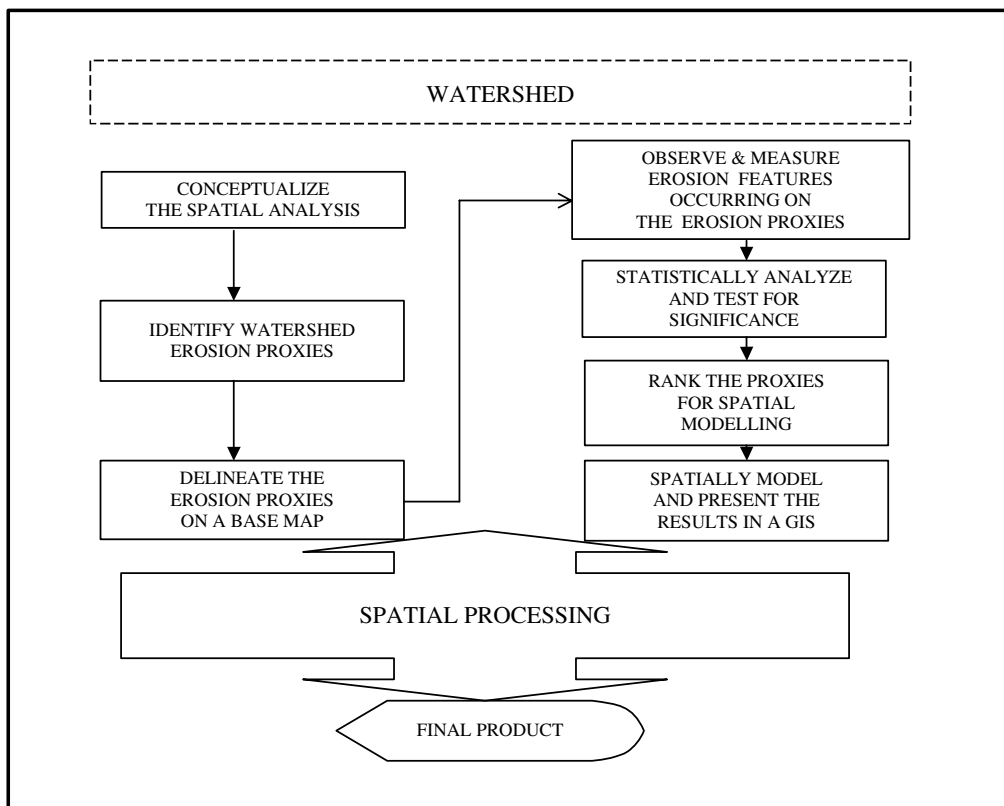 WATERSHED
CONCEPTUALIZE
THE SPATIAL ANALYSIS
IDENTIFY WATERSHED
EROSION PROXIES
DELINEATE THE
EROSION PROXIES
ON A BASE MAP
OBSERVE & MEASURE
EROSION FEATURES
OCCURRING ON
THE EROSION PROXIES
STATISTICALLY ANALYZE
AND TEST FOR
SIGNIFICANCE
RANK THE PROXIES
FOR SPATIAL
MODELLING
SPATIALLY MODEL
AND PRESENT THE
RESULTS IN A GIS
SPATIAL PROCESSING
FINAL PRODUCT